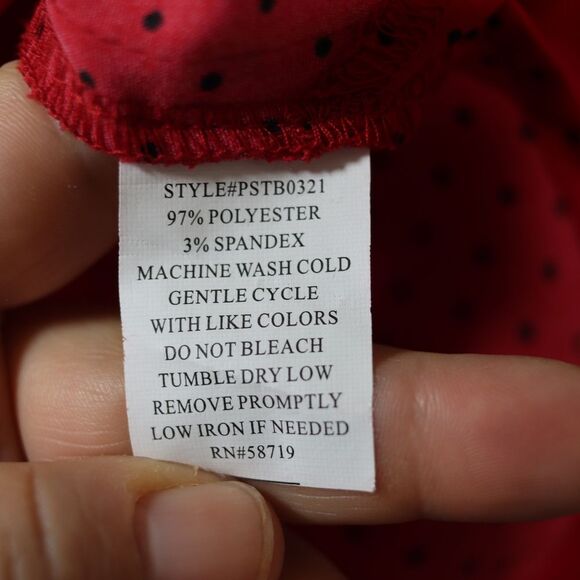 STYLE#PSTB0321
97% POLYESTER
3% SPANDEX
MACHINE WASH COLD
GENTLE CYCLE
WITH LIKE COLORS
DO NOT BLEACH
TUMBLE DRY LOW
REMOVE PROMPTLY
LOW IRON IF NEEDED
RN#58719